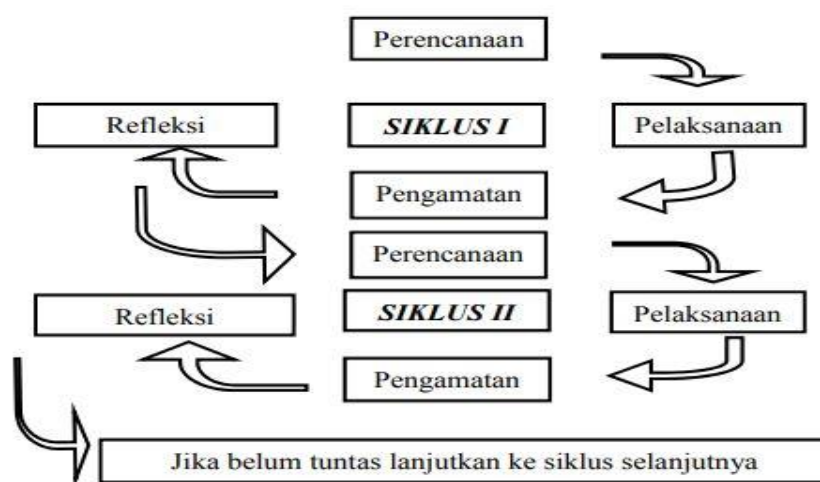 Perencanaan
Refleksi
SIKLUS I
Pelaksanaan
Pengamatan
Perencanaan
Refleksi
SIKLUS II
Pelaksanaan
Pengamatan
Jika belum tuntas lanjutkan ke siklus selanjutnya